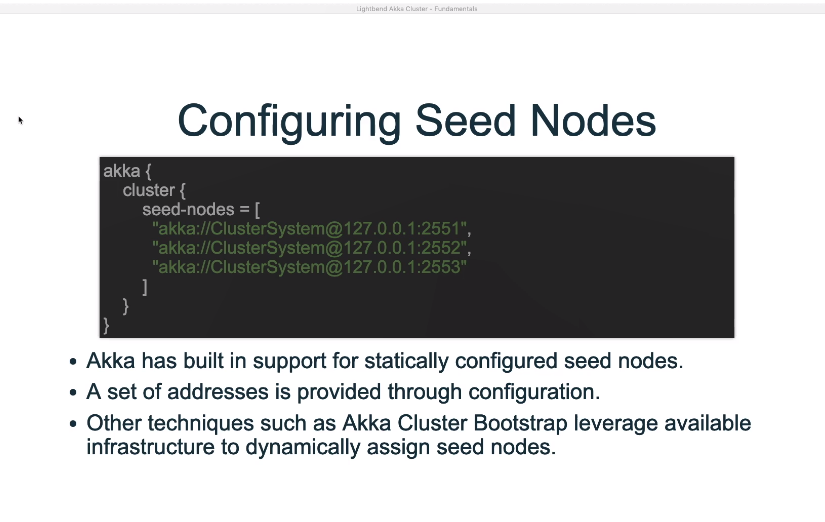 Lightbend Akka Cluster - Fundamentals
Configuring Seed Nodes
akka {
cluster {
seed-nodes = [
"akka://ClusterSystem@127.0.0.1:2551",
"akka://ClusterSystem@127.0.0.1:2552",
"akka://ClusterSystem@127.0.0.1:2553"
]
}
}
• Akka has built in support for statically configured seed nodes.
• A set of addresses is provided through configuration.
• Other techniques such as Akka Cluster Bootstrap leverage available
infrastructure to dynamically assign seed nodes.